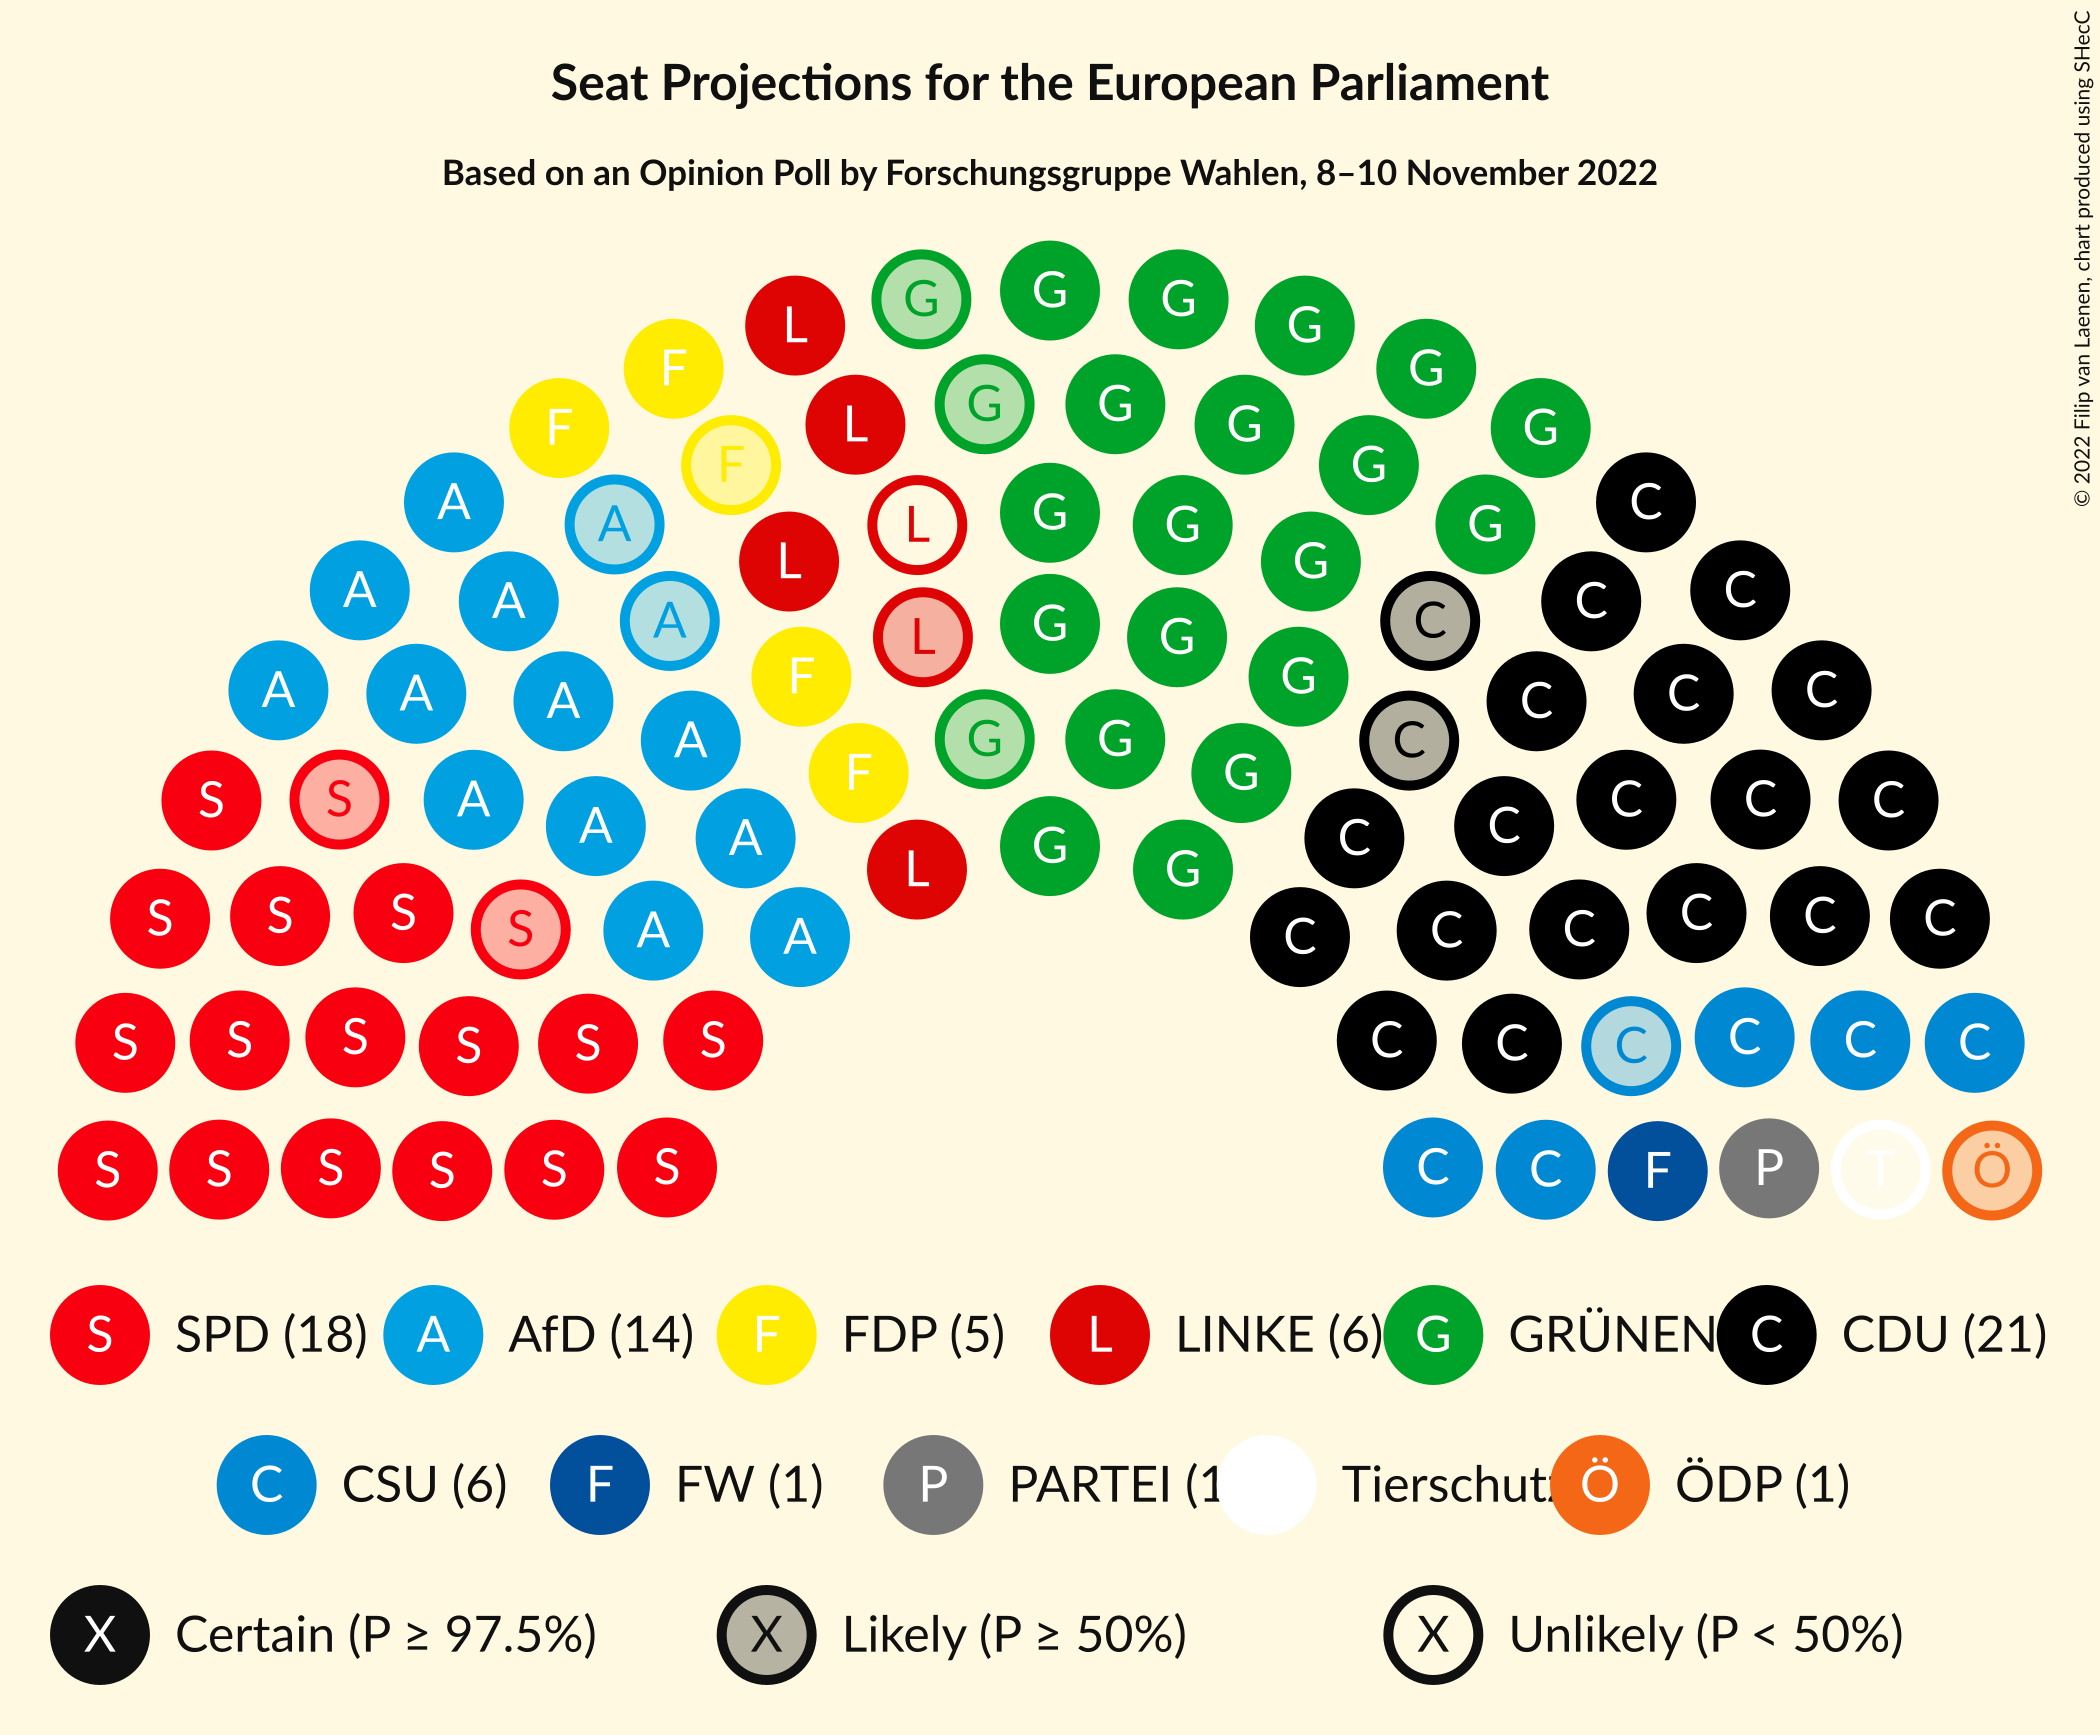 Seat Projections for the European Parliament
Based on an Opinion Poll by Forschungsgruppe Wahlen, 8–10 November 2022
© 2022 Filip van Laenen, chart produced using SHecC
G G G G
L G
F G G G G
F L G
A F G G C
A L L G G G C
A A G C C
A L G G C
A A F G C C
A A C
A F G G G C
S S A A A L G C C C C C
S S S S A A G C C C C C C
S S S S S S C C C C C C
S S S S S S C C F P T Ö
S SPD (18) A AfD (14) F FDP (5) L LINKE (6) G GRÜNEN C CDU (21)
C CSU (6) F FW (1) P PARTEI (1 Tierschutz Ö ÖDP (1)
X Certain (P ≥ 97.5%) X Likely (P ≥ 50%) X Unlikely (P < 50%)